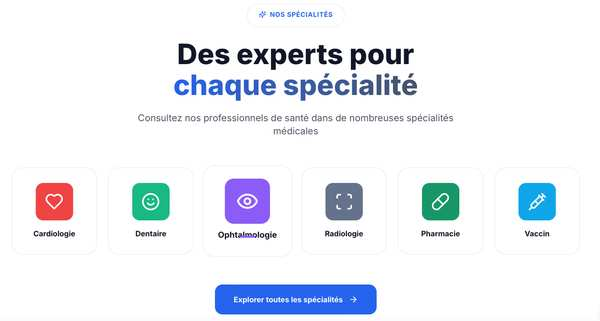 NOS SPÉCIALITÉS
Des experts pour
chaque spécialité
Consultez nos professionnels de santé dans de nombreuses spécialités
médicales
Cardiologie
Dentaire
Ophtalmologie
Radiologie
Pharmacie
Vaccin
Explorer toutes les spécialités